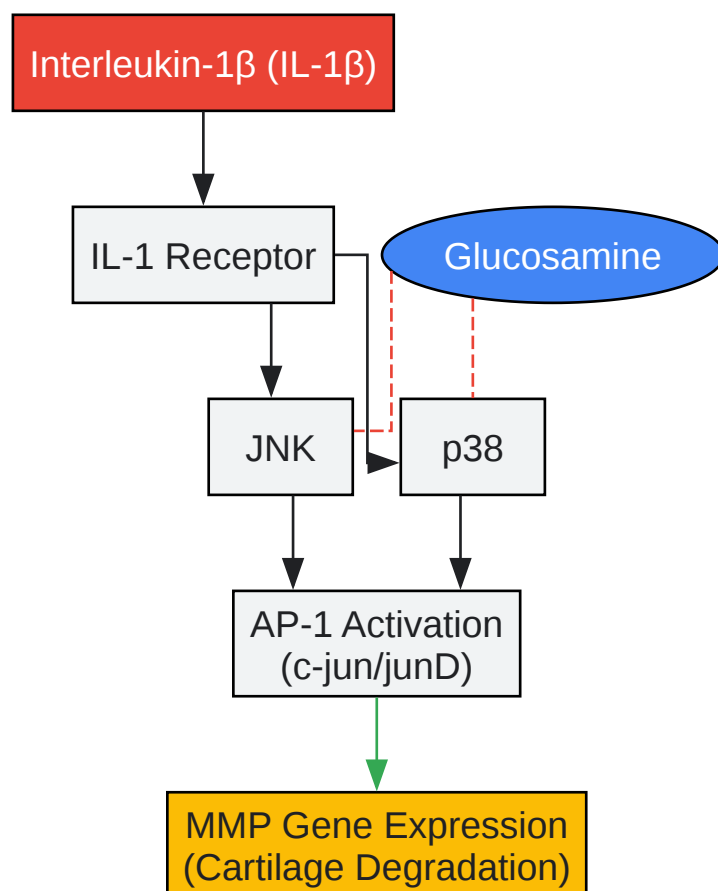 Interleukin-1β (IL-1β)
IL-1 Receptor
Glucosamine
JNK
p38
AP-1 Activation
(c-jun/junD)
MMP Gene Expression
(Cartilage Degradation)